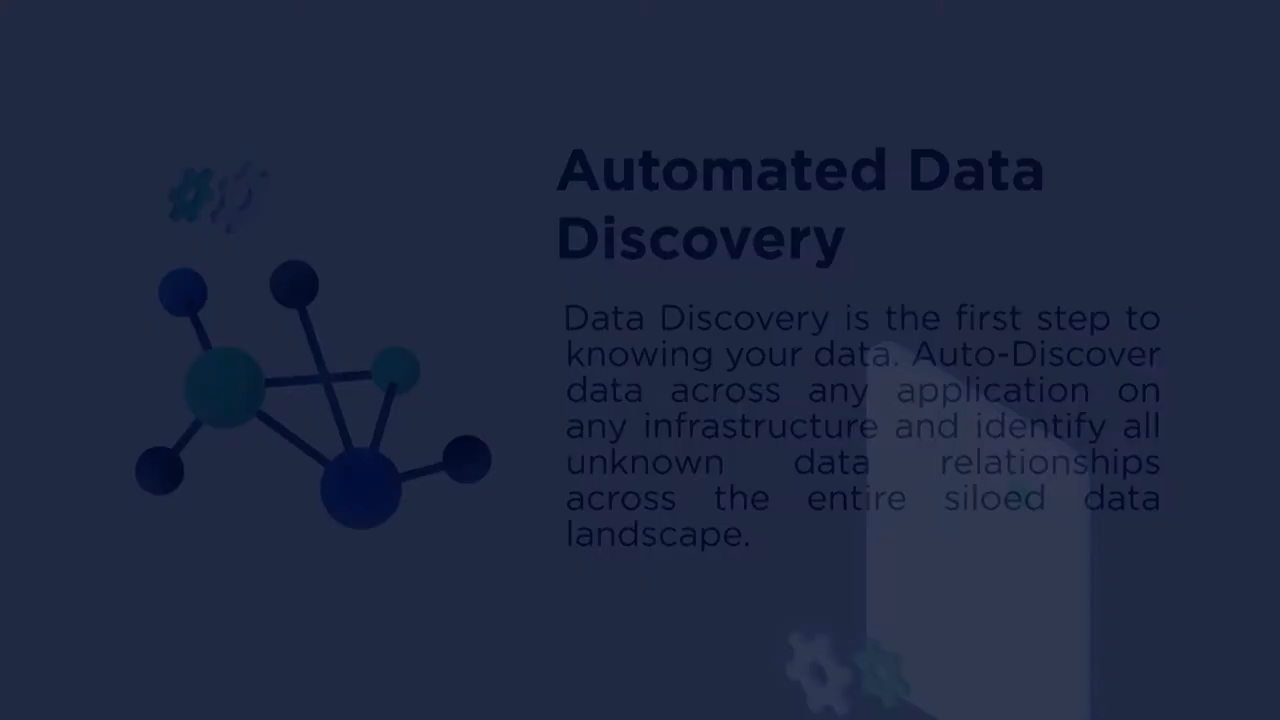 Automated Data
Discovery
Data Discovery is the first step to
knowing your data. Auto-Discover
data across any application on
any infrastructure and identify all
unknown data relationships
across the entire siloed data
landscape.